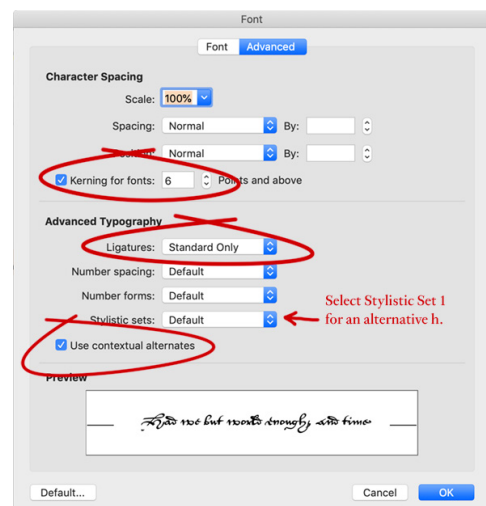 Font
Font Advanced
Character Spacing
Scale: 100%
Spacing: Normal By:
Position: Normal By:
Kerning for fonts: 6 Points and above
Advanced Typography
Ligatures: Standard Only
Number spacing: Default
Number forms: Default
Select Stylistic Set 1
Stylistic sets: Default for an alternative h.
Use contextual alternates
Preview
Had we but world enough, and time
Default... Cancel OK